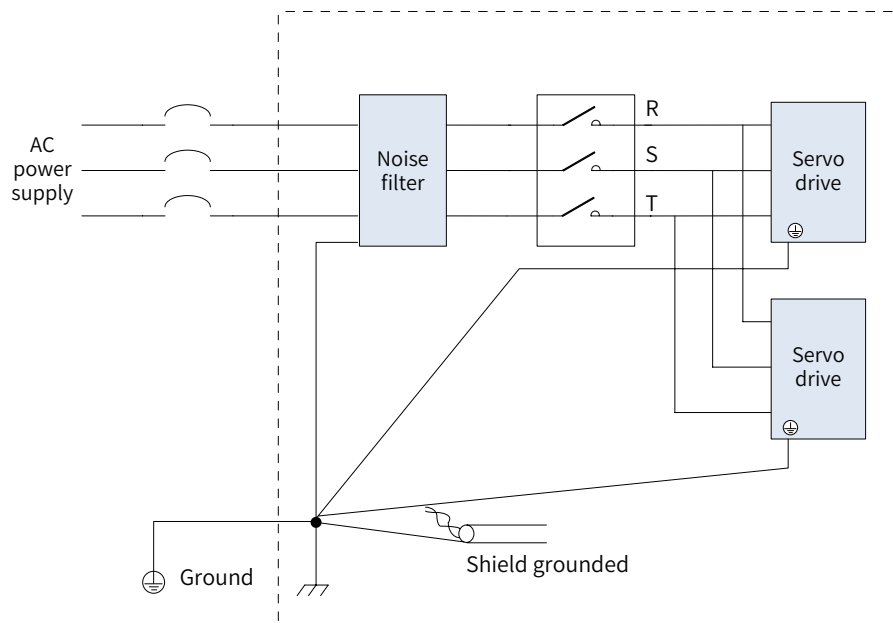 AC
power
supply
Noise
filter
R
S
T
Servo
drive
Servo
drive
Shield grounded
Ground